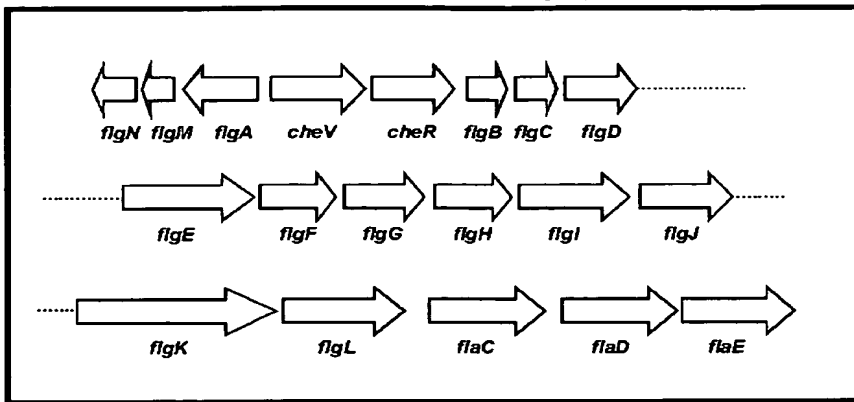 flgN flgM flgA cheV cheR flgB flgC flgD
flgE flgF flgG flgH flgI flgJ
flgK flgL flaC flaD flaE